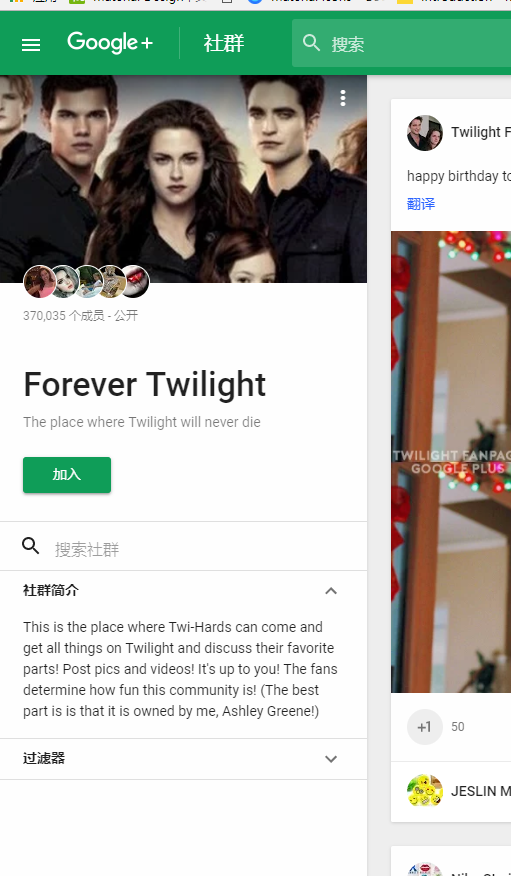 Google+ 社群 搜索
370,035 个成员 - 公开
Forever Twilight
The place where Twilight will never die
加入
搜索社群
社群简介
This is the place where Twi-Hards can come and
get all things on Twilight and discuss their favorite
parts! Post pics and videos! It's up to you! The fans
determine how fun this community is! (The best
part is is that it is owned by me, Ashley Greene!)
过滤器
Twilight F
happy birthday to
翻译
TWILIGHT FANPAG
GOOGLE PLUS
+1 50
JESLIN M